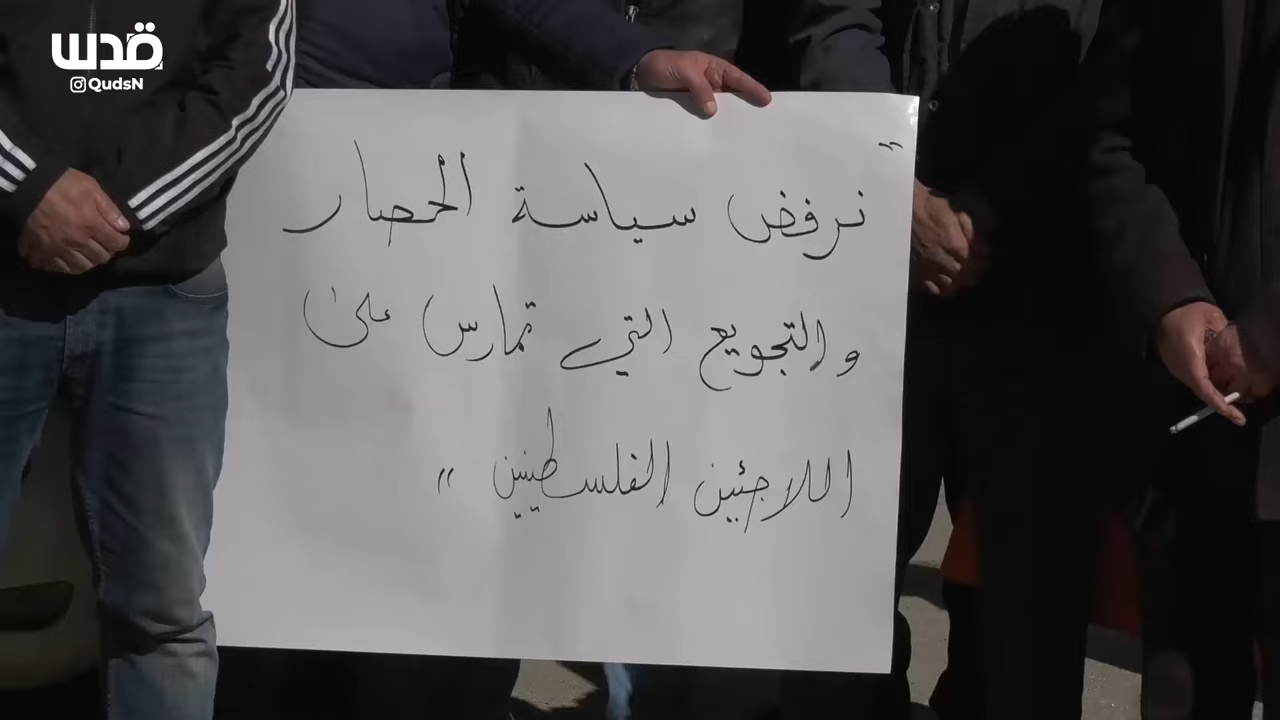 قدس
QudsN
"نرفض سياسة الحصار
والتجويع التي تمارس على
اللاجئين الفلسطينين"